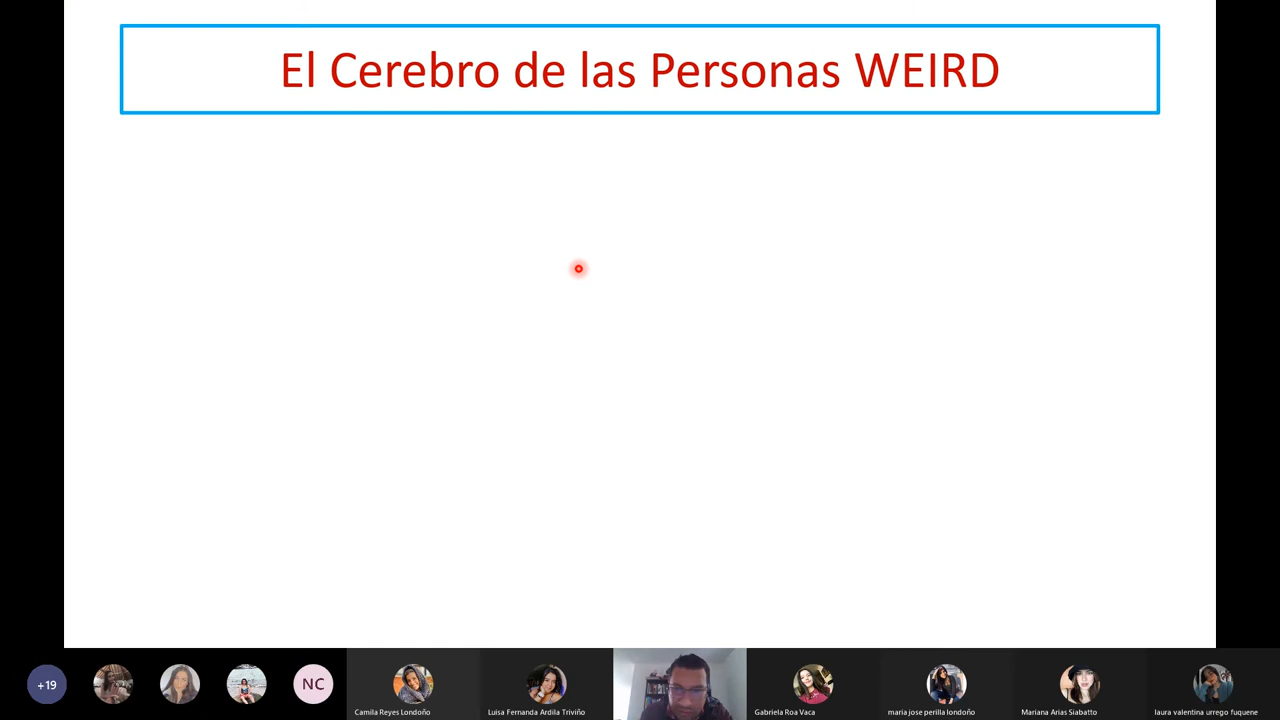 El Cerebro de las Personas WEIRD
+19
NC
Camila Reyes Londoño
Luisa Fernanda Ardila Triviño
Gabriela Roa Vaca
maria jose perilla londoño
Mariana Arias Siabatto
laura valentina urrego fuquene